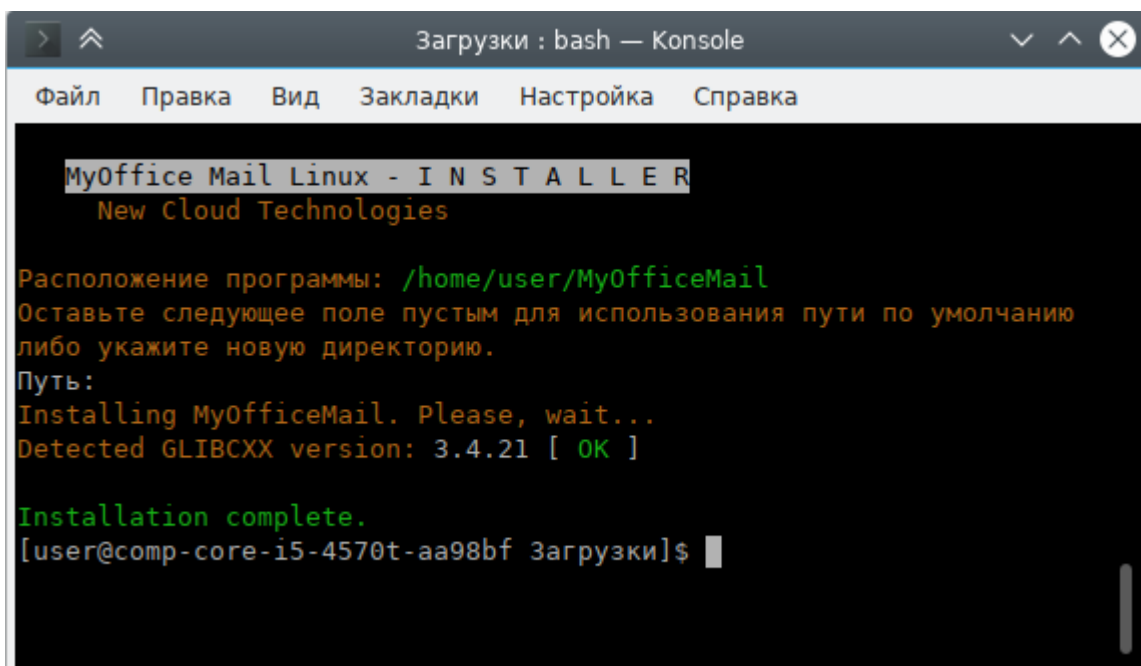 Загрузки : bash — Konsole
Файл Правка Вид Закладки Настройка Справка
MyOffice Mail Linux - I N S T A L L E R
New Cloud Technologies
Расположение программы: /home/user/MyOfficeMail
Оставьте следующее поле пустым для использования пути по умолчанию
либо укажите новую директорию.
Путь:
Installing MyOfficeMail. Please, wait...
Detected GLIBCXX version: 3.4.21 [ OK ]
Installation complete.
[user@comp-core-i5-4570t-aa98bf Загрузки]$